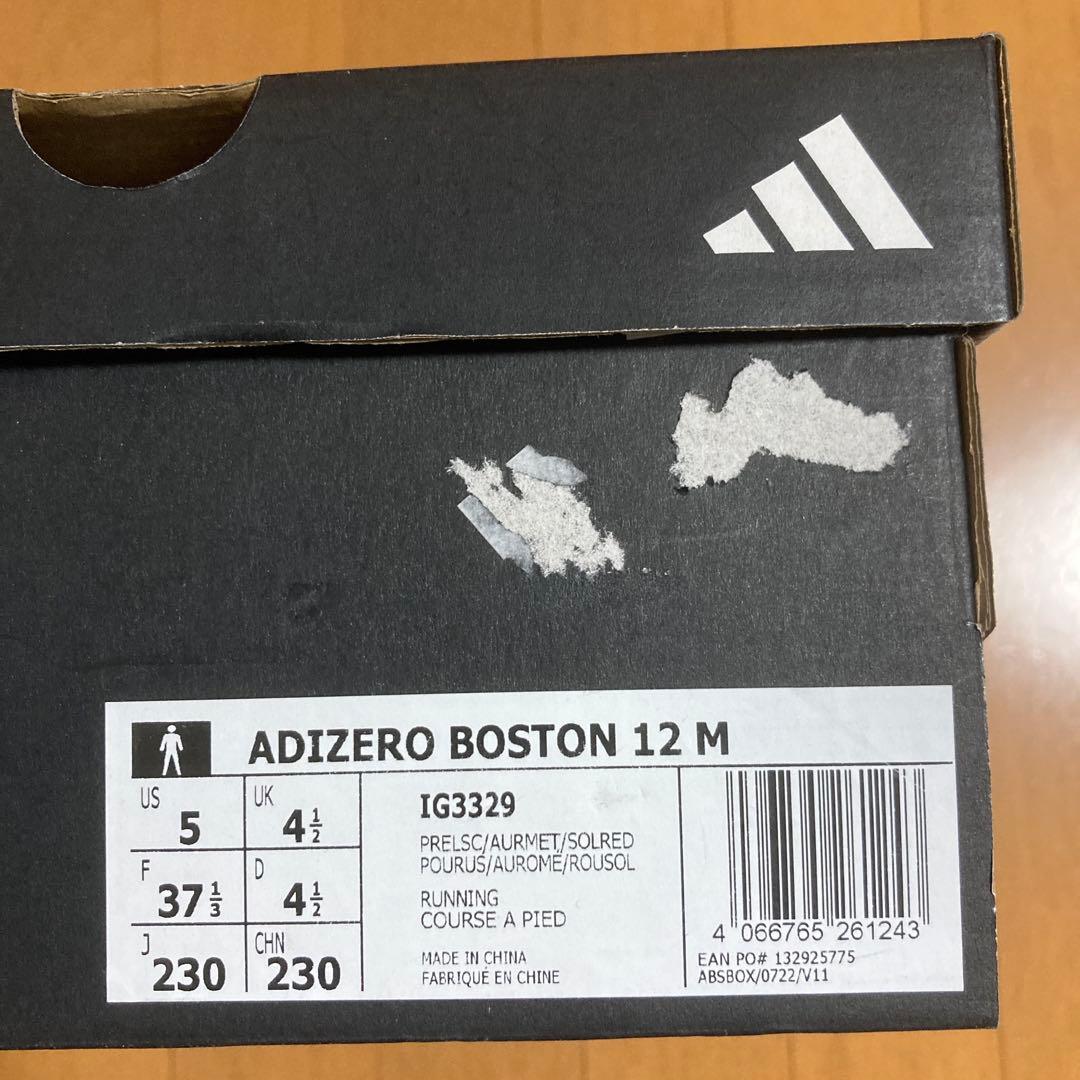 ADIZERO BOSTON 12 M
US 5
UK 4 1/2
F 37 1/3
D 4 1/2
J 230
CHN 230
IG3329
PRELSC/AURMET/SOLRED
POURUS/AUROME/ROUSOL
RUNNING
COURSE A PIED
MADE IN CHINA
FABRIQUÉ EN CHINE
4 066765 261243
EAN PO# 132925775
ABSBOX/0722/V11